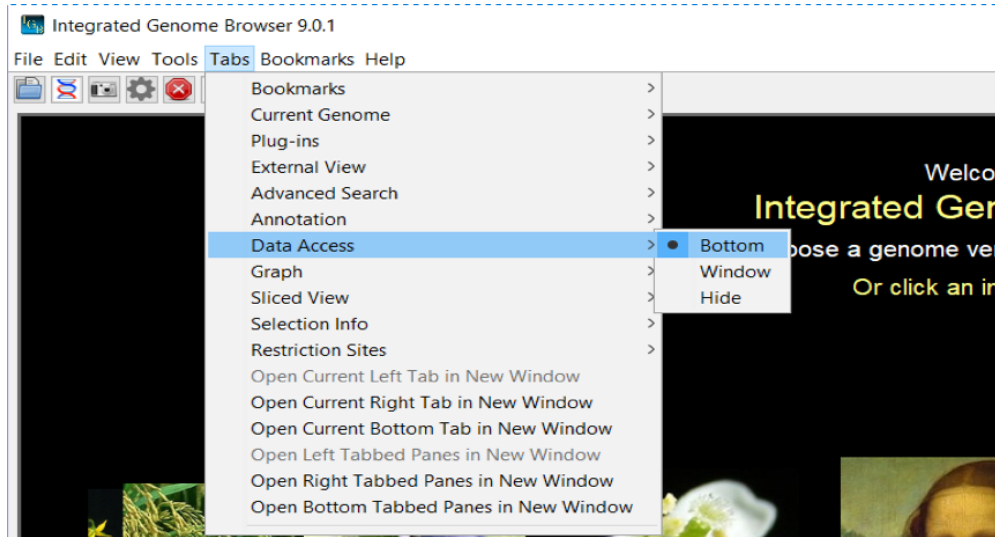 Integrated Genome Browser 9.0.1
File Edit View Tools Tabs Bookmarks Help
Bookmarks
Current Genome
Plug-ins
External View
Advanced Search
Annotation
Data Access
Graph
Sliced View
Selection Info
Restriction Sites
Open Current Left Tab in New Window
Open Current Right Tab in New Window
Open Current Bottom Tab in New Window
Open Left Tabbed Panes in New Window
Open Right Tabbed Panes in New Window
Open Bottom Tabbed Panes in New Window
Bottom
Window
Hide
Welco
Integrated Ger
oose a genome ver
Or click an